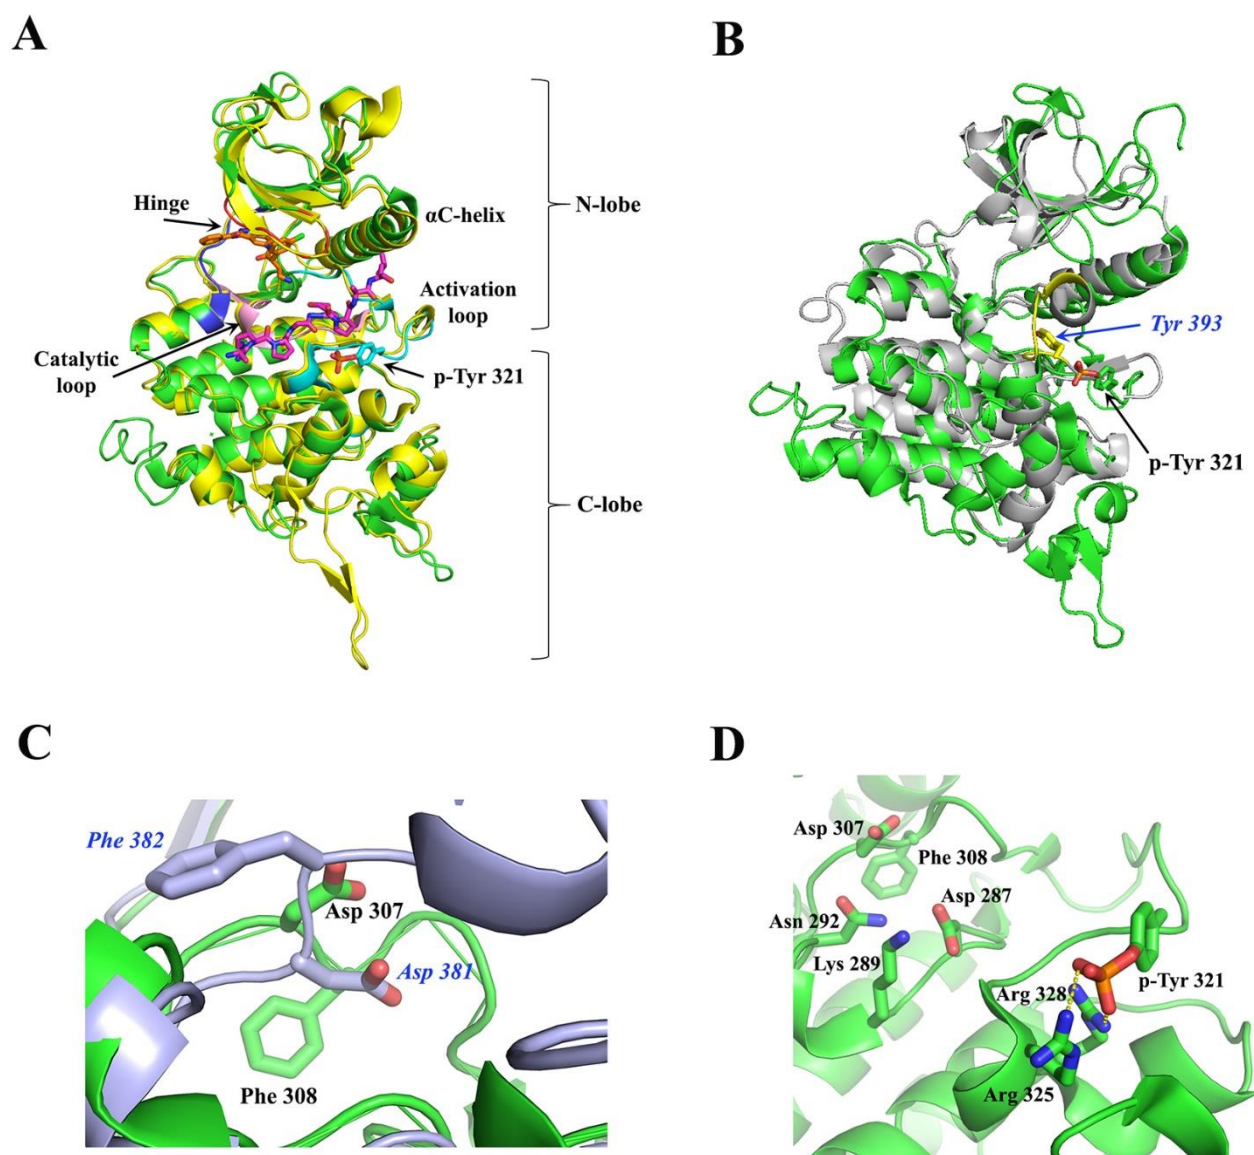 A
B
Hinge
αC-helix
N-lobe
Activation
loop
Catalytic
loop
p-Tyr 321
C-lobe
Tyr 393
p-Tyr 321
C
D
Phe 382
Asp 307
Asp 381
Phe 308
Asp 307
Phe 308
Asp 287
Asn 292
Lys 289
p-Tyr 321
Arg 328
Arg 325